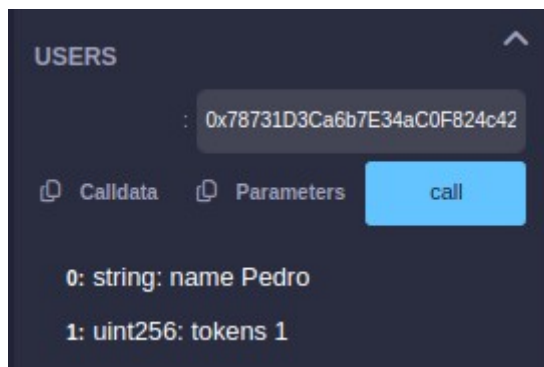 USERS
: 0x78731D3Ca6b7E34aC0F824c42
Calldata Parameters call
0: string: name Pedro
1: uint256: tokens 1